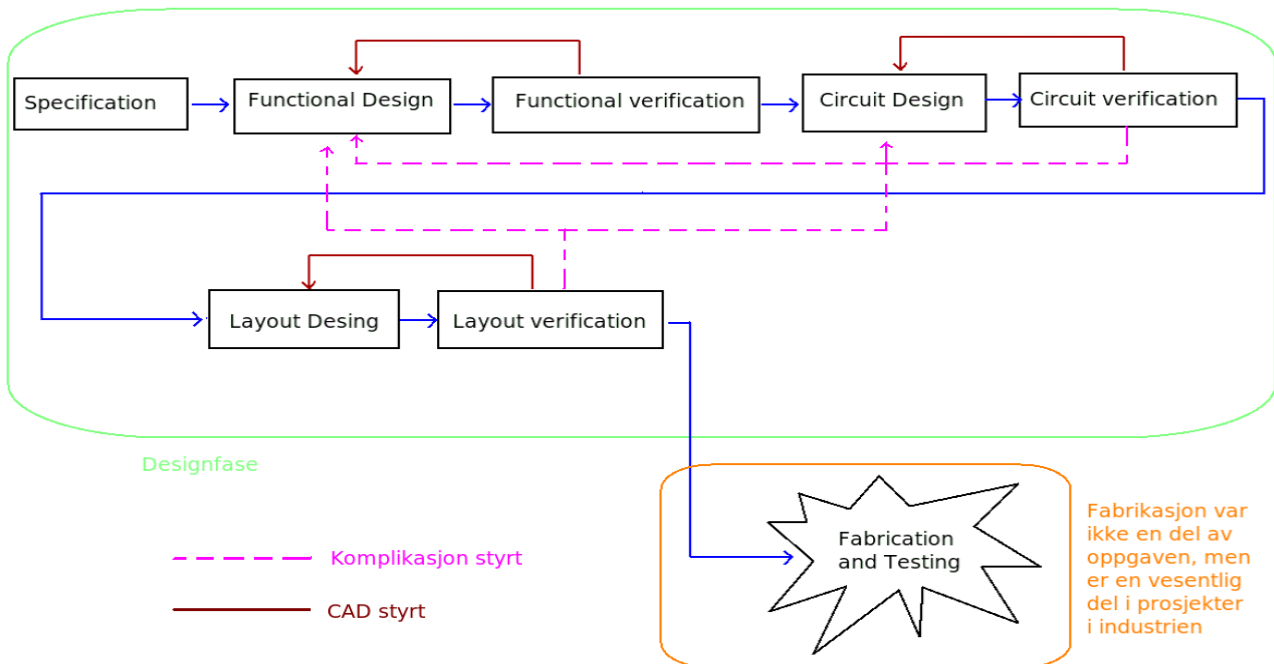 Specification
Functional Design
Functional verification
Circuit Design
Circuit verification
Layout Desing
Layout verification
Designfase
Fabrication
and Testing
Fabrikasjon var
ikke en del av
oppgaven, men
er en vesentlig
del i prosjekter
i industrien
Komplikasjon styrt
CAD styrt